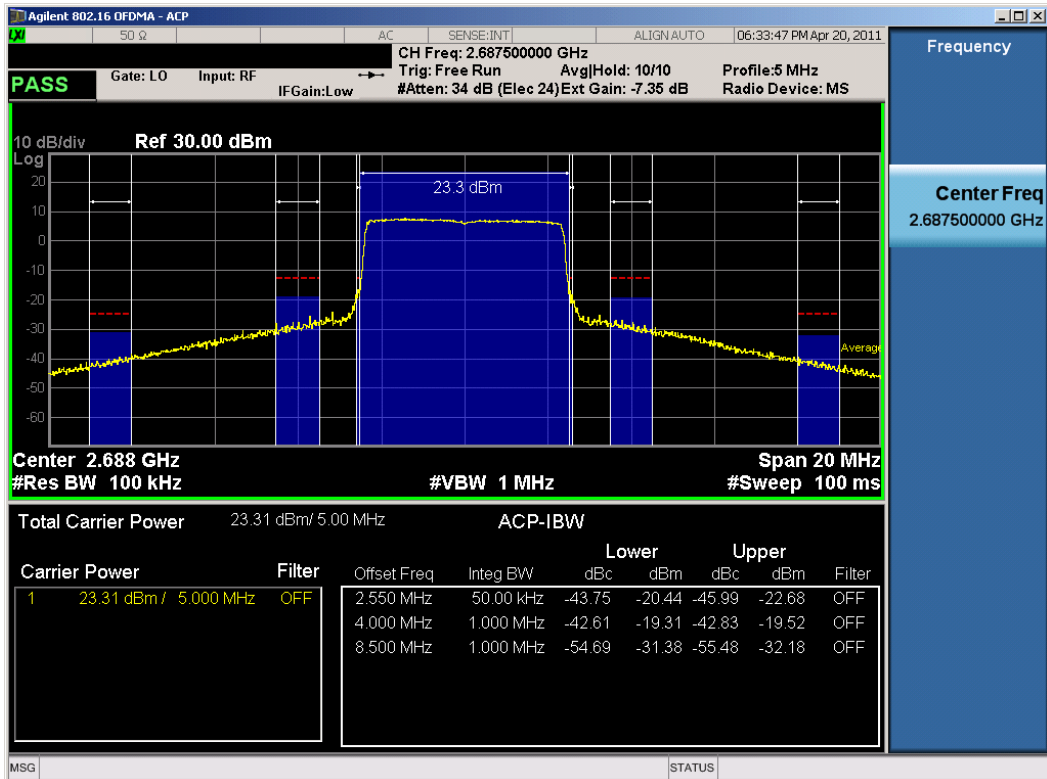 Agilent 802.16 OFDMA - ACP
LXI 50 Ω AC SENSE:INT ALIGN AUTO 06:33:47 PM Apr 20, 2011
CH Freq: 2.687500000 GHz
PASS Gate: LO Input: RF Trig: Free Run Avg|Hold: 10/10 Profile:5 MHz
IFGain:Low #Atten: 34 dB (Elec 24) Ext Gain: -7.35 dB Radio Device: MS
Frequency
Center Freq
2.687500000 GHz
10 dB/div Ref 30.00 dBm
Log
20
23.3 dBm
10
0
-10
-20
-30
Average
-40
-50
-60
Center 2.688 GHz Span 20 MHz
#Res BW 100 kHz #VBW 1 MHz #Sweep 100 ms
Total Carrier Power 23.31 dBm/ 5.00 MHz ACP-IBW
Lower Upper
Carrier Power Filter Offset Freq Integ BW dBc dBm dBc dBm Filter
1 23.31 dBm / 5.000 MHz OFF 2.550 MHz 50.00 kHz -43.75 -20.44 -45.99 -22.68 OFF
4.000 MHz 1.000 MHz -42.61 -19.31 -42.83 -19.52 OFF
8.500 MHz 1.000 MHz -54.69 -31.38 -55.48 -32.18 OFF
MSG STATUS